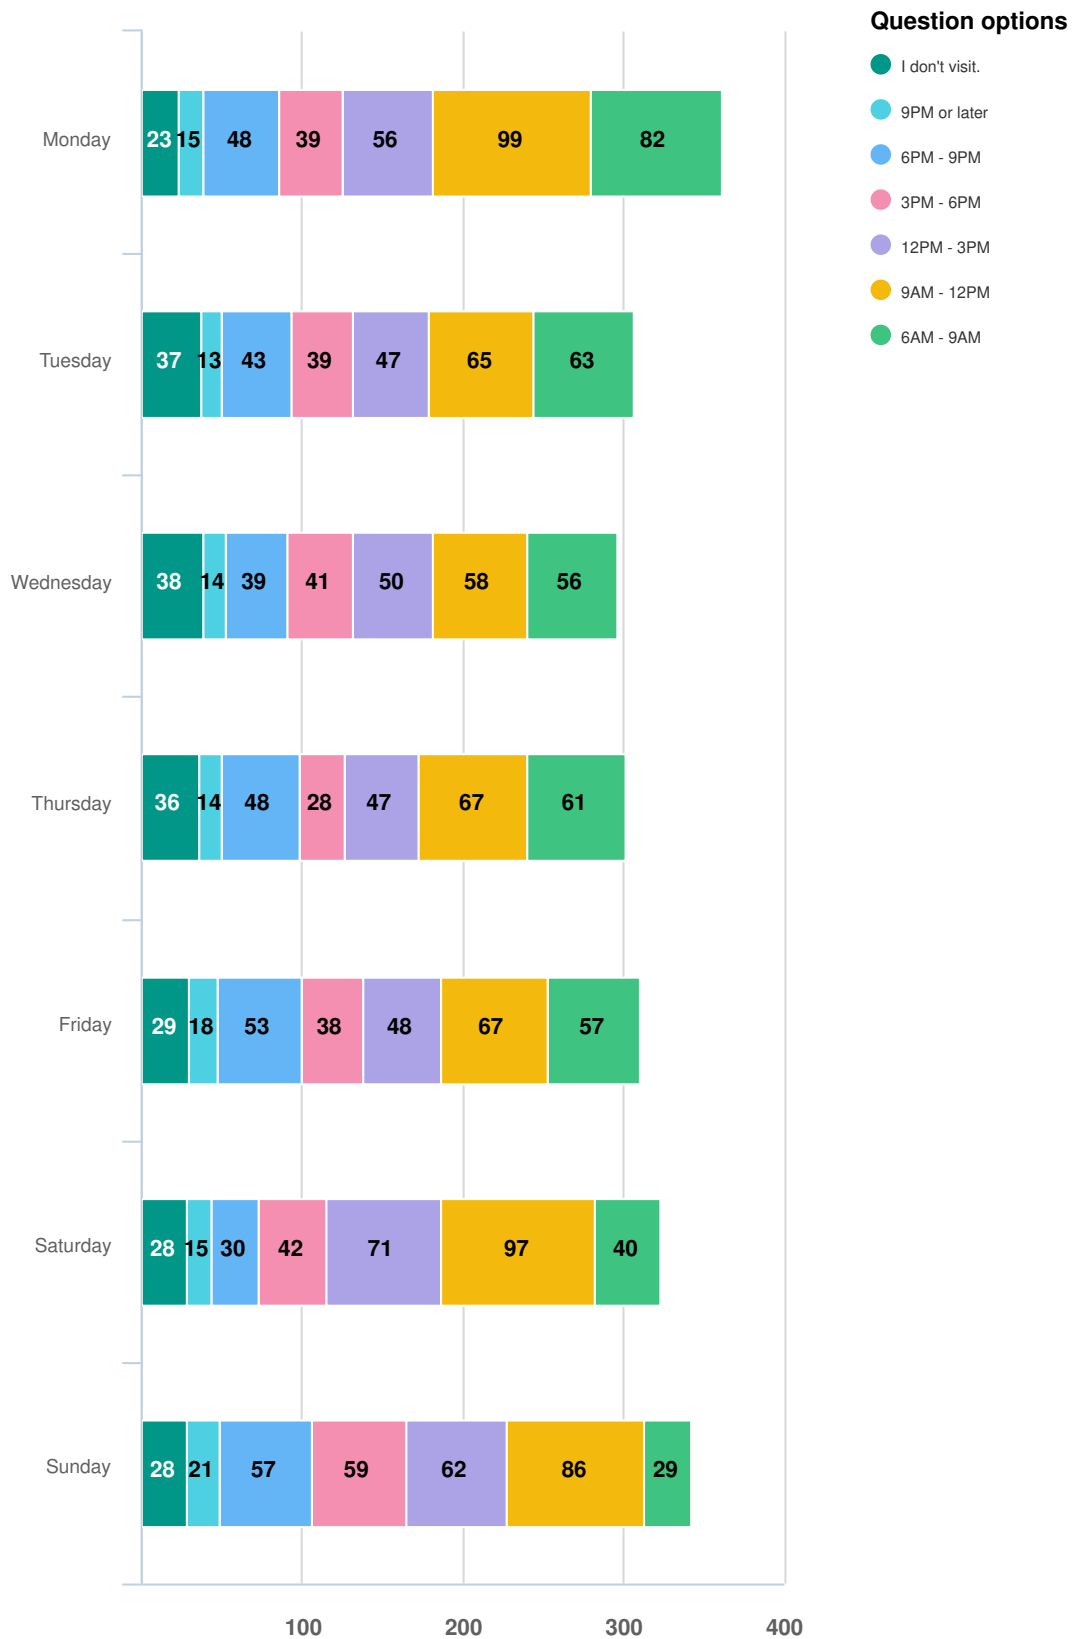 Question options
I don't visit.
9PM or later
6PM - 9PM
3PM - 6PM
12PM - 3PM
9AM - 12PM
6AM - 9AM
Monday 23 15 48 39 56 99 82
Tuesday 37 13 43 39 47 65 63
Wednesday 38 14 39 41 50 58 56
Thursday 36 14 48 28 47 67 61
Friday 29 18 53 38 48 67 57
Saturday 28 15 30 42 71 97 40
Sunday 28 21 57 59 62 86 29
100 200 300 400